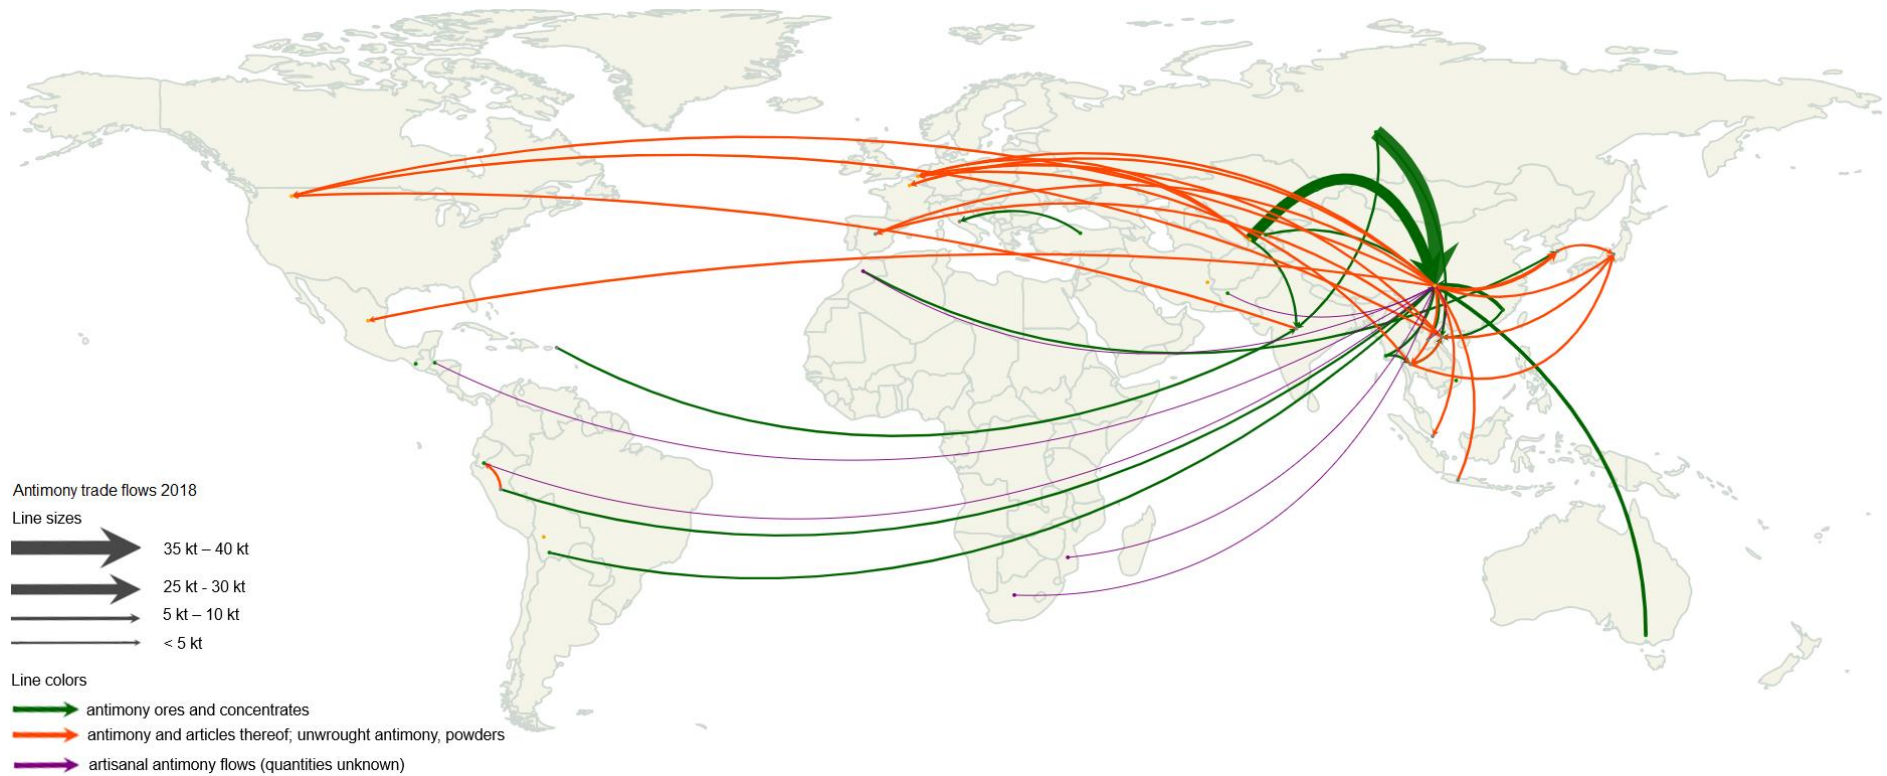 Antimony trade flows 2018
Line sizes
35 kt – 40 kt
25 kt - 30 kt
5 kt – 10 kt
< 5 kt
Line colors
antimony ores and concentrates
antimony and articles thereof; unwrought antimony, powders
artisanal antimony flows (quantities unknown)